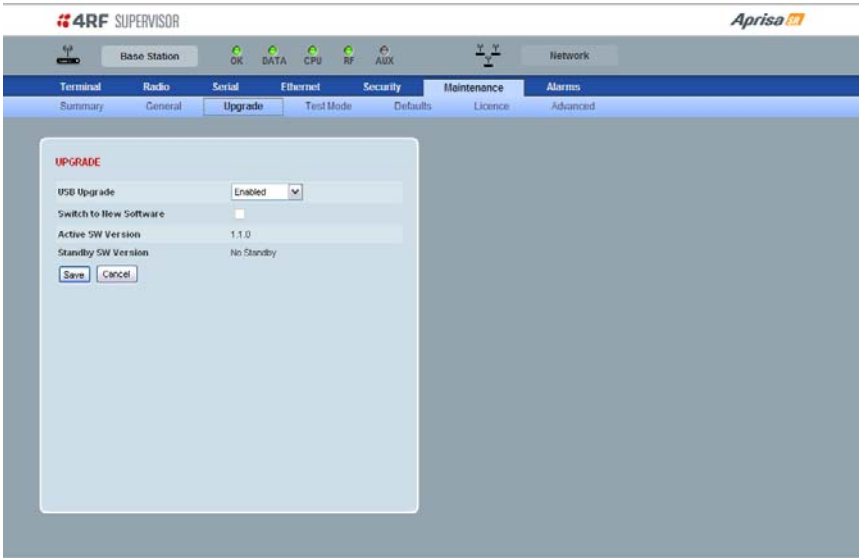 4RF SUPERVISOR
Aprisa SR
Base Station
OK DATA CPU RF AUX
Network
Terminal Radio Serial Ethernet Security Maintenance Alarms
Summary General Upgrade Test Mode Defaults Licence Advanced
UPGRADE
USB Upgrade Enabled
Switch to New Software
Active SW Version 1.1.0
Standby SW Version No Standby
Save Cancel